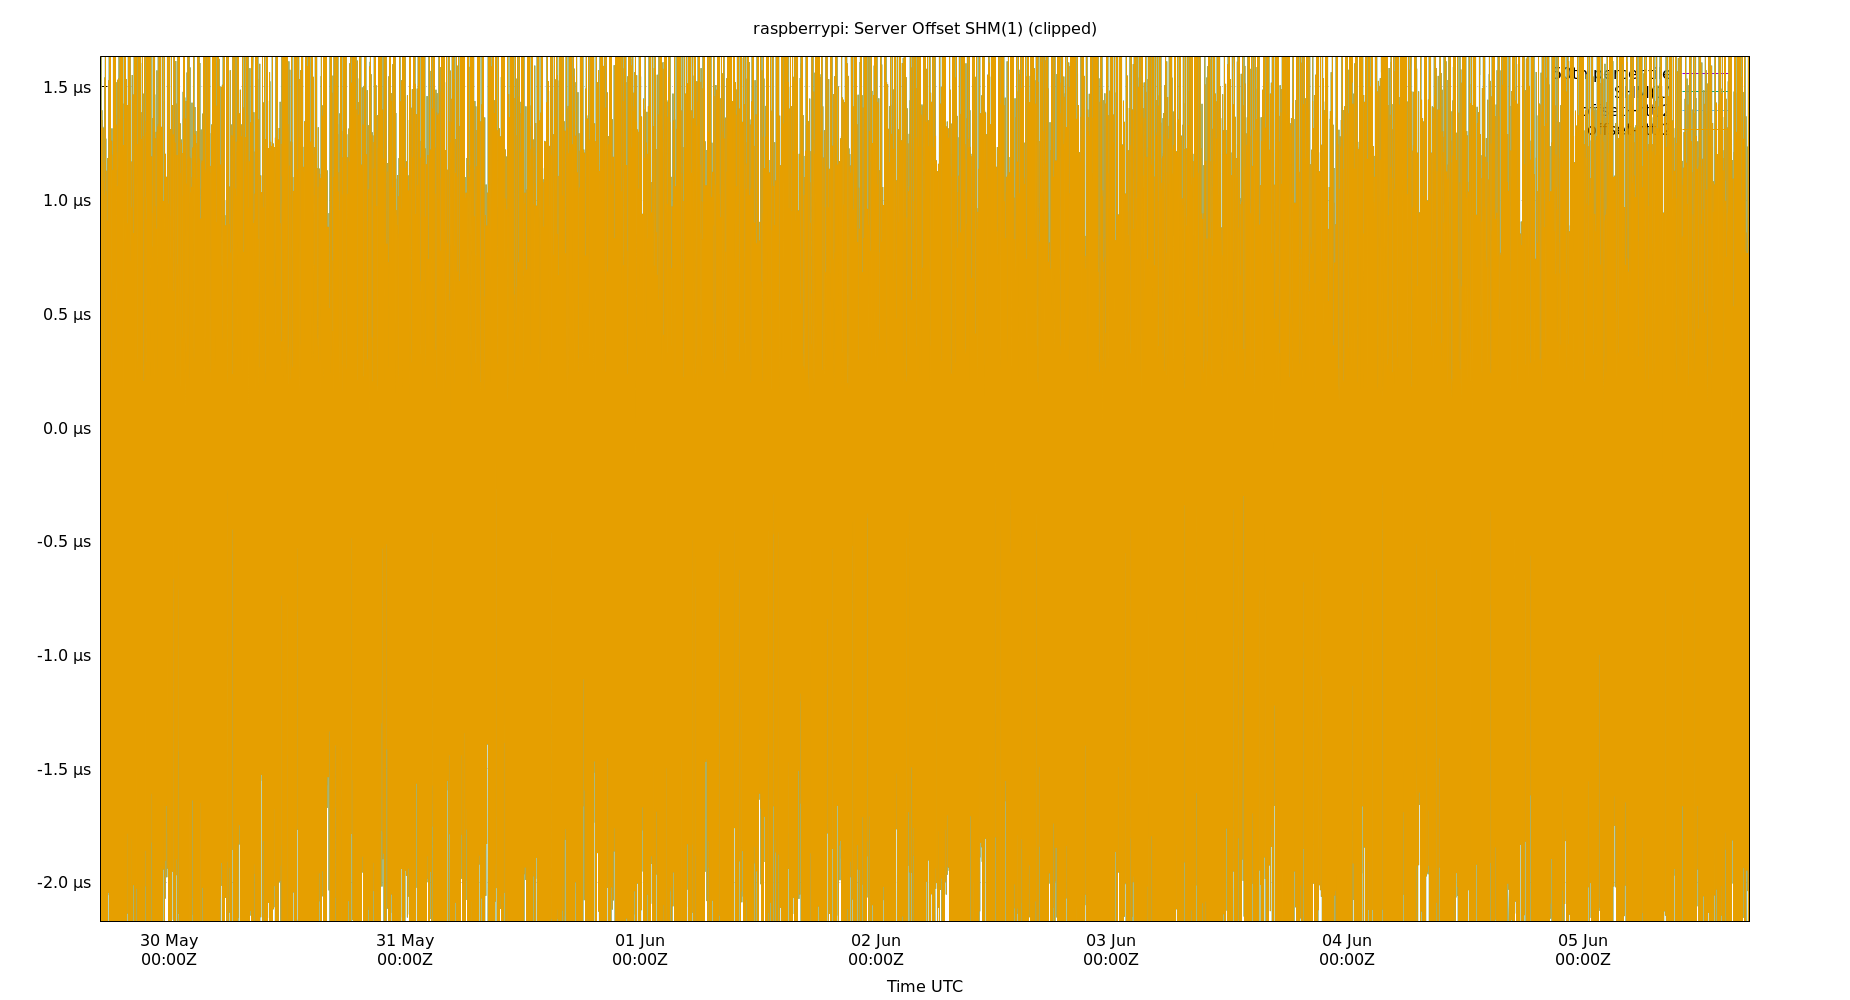 raspberrypi: Server Offset SHM(1) (clipped)
1.5 µs
1.0 µs
0.5 µs
0.0 µs
-0.5 µs
-1.0 µs
-1.5 µs
-2.0 µs
30 May
00:00Z
31 May
00:00Z
01 Jun
00:00Z
02 Jun
00:00Z
03 Jun
00:00Z
04 Jun
00:00Z
05 Jun
00:00Z
Time UTC